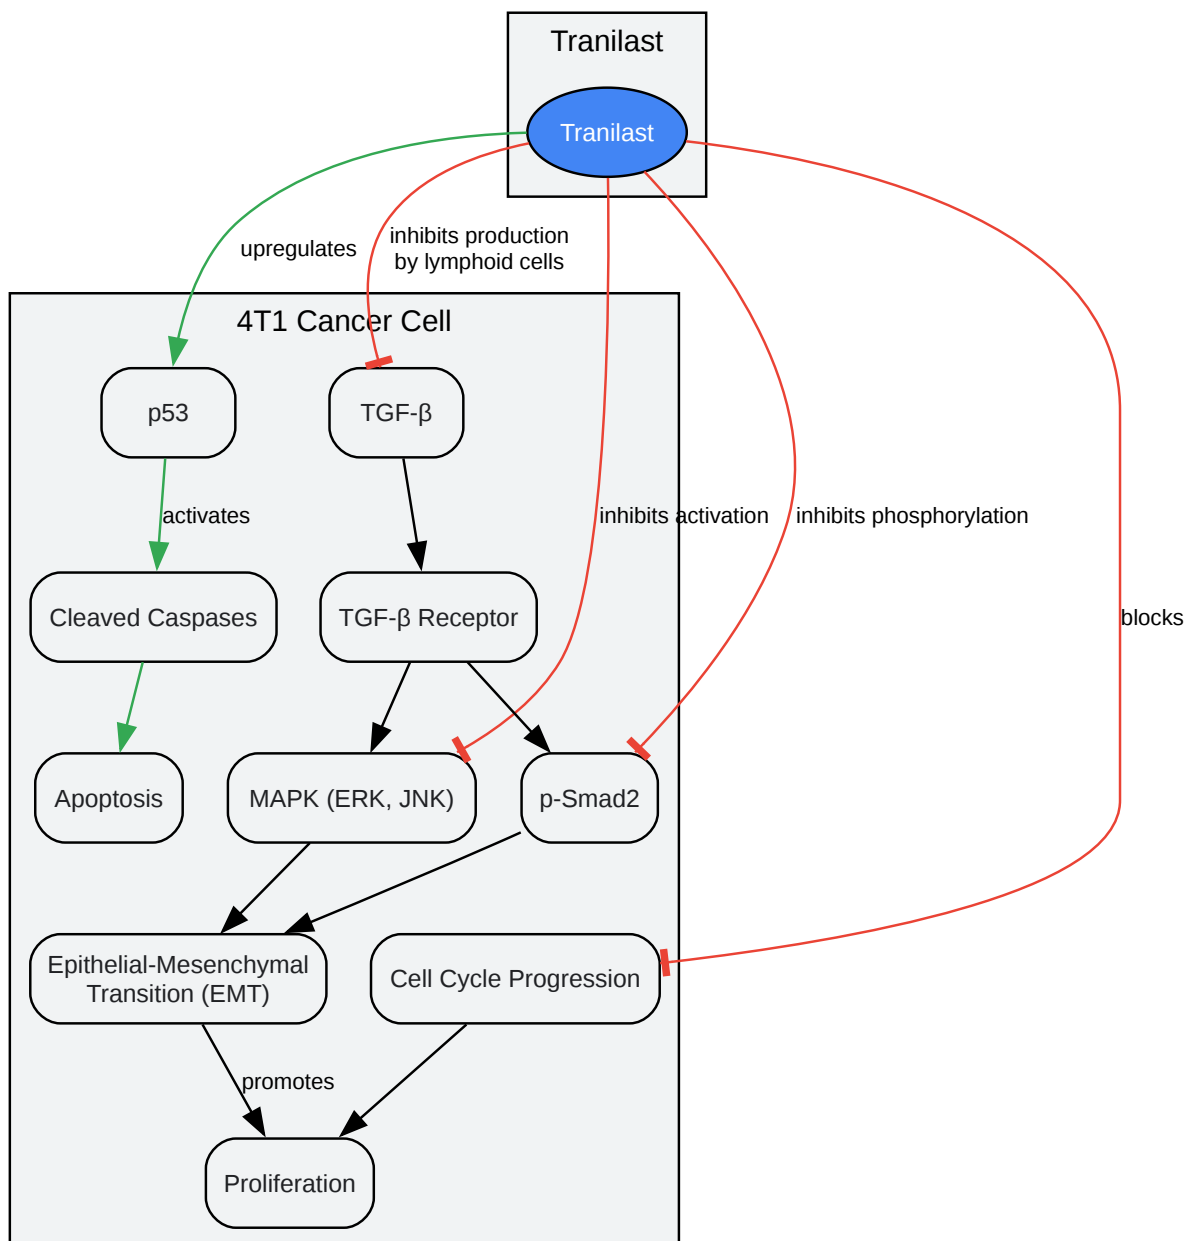 Tranilast
Tranilast
upregulates
inhibits production
by lymphoid cells
4T1 Cancer Cell
p53
TGF-β
activates
inhibits activation
inhibits phosphorylation
Cleaved Caspases
TGF-β Receptor
blocks
Apoptosis
MAPK (ERK, JNK)
p-Smad2
Epithelial-Mesenchymal
Transition (EMT)
Cell Cycle Progression
promotes
Proliferation